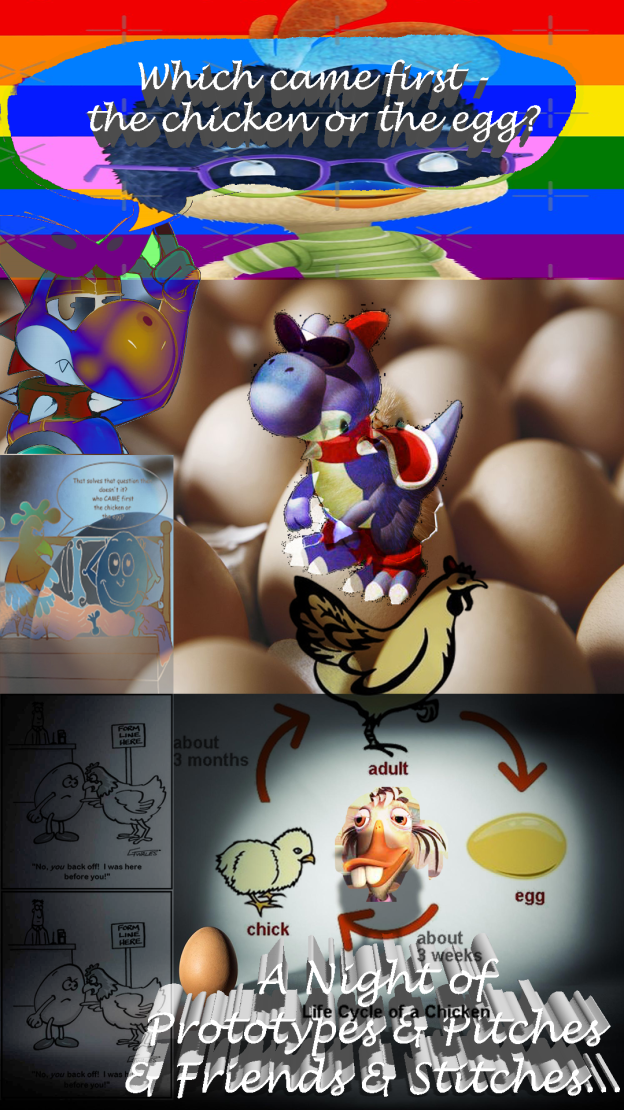 Which came first -
the chicken or the egg?
That solves that question
doesn't it?
who CAME first
the chicken or
FORM
LINE
HERE
about
3 months
adult
"No, you back off! I was here
before you!"
egg
chick
about
3 weeks
FORM
LINE
HERE
A Night of
Life Cycle of a Chicken
Prototypes & Pitches
& Friends & Stitches...
"No, you back off! I was here
before you!"